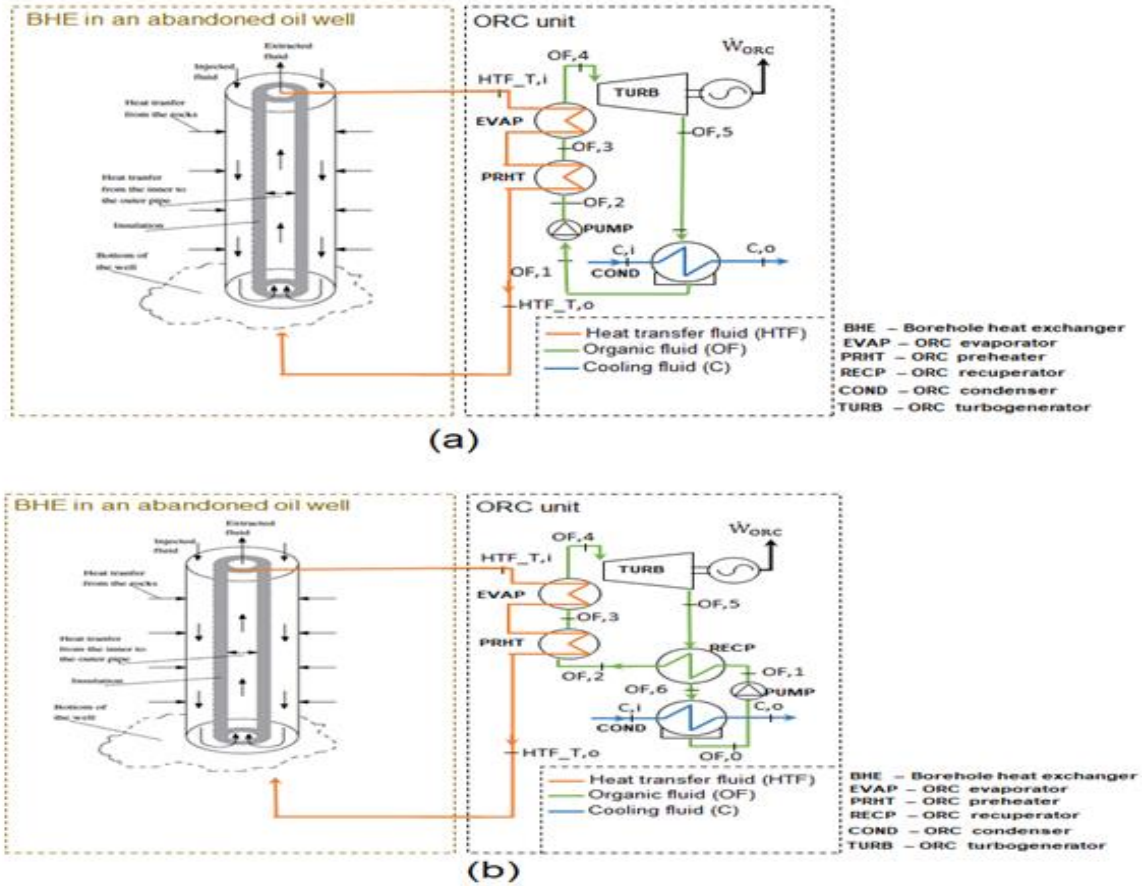 BHE in an abandoned oil well
Extracted
fluid
Injected
fluid
Heat tranfer
from the rocks
Heat tranfer
from the inner to
the outer pipe
Insulation
Bottom of
the well
ORC unit
OF,4
HTF_T,i
ẆORC
TURB
EVAP
OF,5
OF,3
PRHT
OF,2
PUMP
C,i
C,o
COND
OF,1
HTF_T,o
Heat transfer fluid (HTF)
Organic fluid (OF)
Cooling fluid (C)
BHE – Borehole heat exchanger
EVAP – ORC evaporator
PRHT – ORC preheater
RECP – ORC recuperator
COND – ORC condenser
TURB – ORC turbogenerator
(a)
BHE in an abandoned oil well
Extracted
fluid
Injected
fluid
Heat tranfer
from the rocks
Heat tranfer
from the inner to
the outer pipe
Insulation
Bottom of
the well
ORC unit
OF,4
HTF_T,i
ẆORC
TURB
EVAP
OF,5
OF,3
PRHT
RECP
OF,2
OF,1
OF,6
PUMP
C,i
C,o
COND
OF,0
HTF_T,o
Heat transfer fluid (HTF)
Organic fluid (OF)
Cooling fluid (C)
BHE – Borehole heat exchanger
EVAP – ORC evaporator
PRHT – ORC preheater
RECP – ORC recuperator
COND – ORC condenser
TURB – ORC turbogenerator
(b)